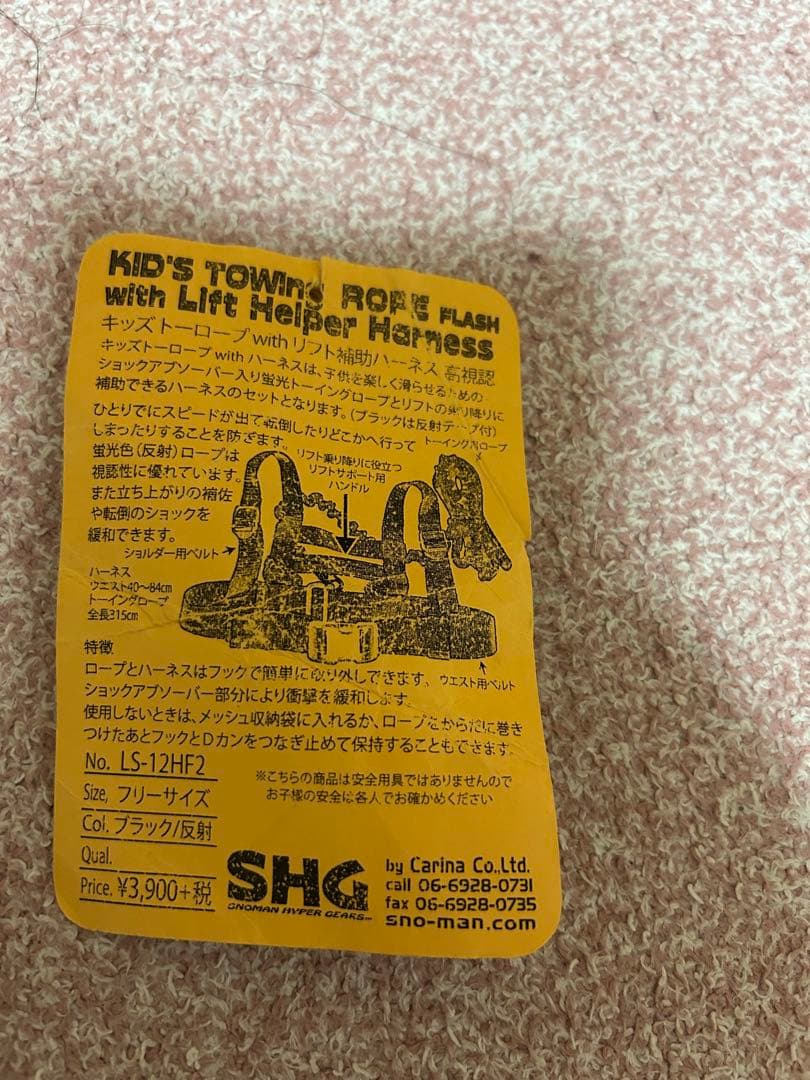 KID'S TOWING ROPE FLASH
with Lift Helper Harness
キッズトーロープ with リフト補助ハーネス 高視認
キッズトーロープ with ハーネスは、子供を楽しく滑らせるための
ショックアブソーバー入り蛍光トーイングロープとリフトの乗り降りに
補助できるハーネスのセットとなります。(ブラックは反射テープ付)
ひとりでにスピードが出て転倒したりどこかへ行って
しまったりすることを防ぎます。
トーイング用ロープ
蛍光色(反射)ロープは
視認性に優れています。
また立ち上がりの補佐
や転倒のショックを
緩和できます。
リフト乗り降りに役立つ
リフトサポート用
ハンドル
ショルダー用ベルト
ハーネス
ウエスト40〜84cm
トーイングロープ
全長315cm
ウエスト用ベルト
特徴
ロープとハーネスはフックで簡単に取り外しできます。
ショックアブソーバー部分により衝撃を緩和します。
使用しないときは、メッシュ収納袋に入れるか、ロープをからだに巻き
つけたあとフックとDカンをつなぎ止めて保持することもできます。
No. LS-12HF2
Size, フリーサイズ
Col. ブラック/反射
Qual.
Price. ¥3,900+税
※こちらの商品は安全用具ではありませんので
お子様の安全は各人でお確かめください
SHG
SNOMAN HYPER GEARS
by Carina Co.,Ltd.
call 06-6928-0731
fax 06-6928-0735
sno-man.com